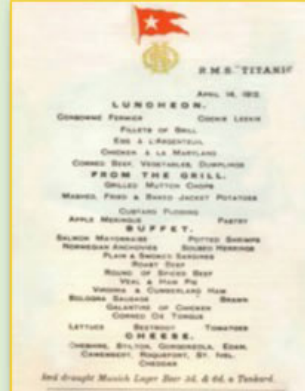 R.M.S. "TITANIC"
APRIL 14, 1912.
LUNCHEON.
CONSOMMÉ FERMIER COCKIE LEEKIE
FILLETS OF BRILL
EGG À L'ARGENTEUIL
CHICKEN À LA MARYLAND
CORNED BEEF, VEGETABLES, DUMPLINGS
FROM THE GRILL.
GRILLED MUTTON CHOPS
MASHED, FRIED & BAKED JACKET POTATOES
CUSTARD PUDDING
APPLE MERINGUE PASTRY
BUFFET.
SALMON MAYONNAISE POTTED SHRIMPS
NORWEGIAN ANCHOVIES SOUSED HERRINGS
PLAIN & SMOKED SARDINES
ROAST BEEF
ROUND OF SPICED BEEF
VEAL & HAM PIE
VIRGINIA & CUMBERLAND HAM
BOLOGNA SAUSAGE BRAWN
GALANTINE OF CHICKEN
CORNED OX TONGUE
LETTUCE BEETROOT TOMATOES
CHEESE.
CHESHIRE, STILTON, GORGONZOLA, EDAM,
CAMEMBERT, ROQUEFORT, ST. IVEL,
CHEDDAR
Iced draught Munich Lager Beer 3d. & 6d. a Tankard.